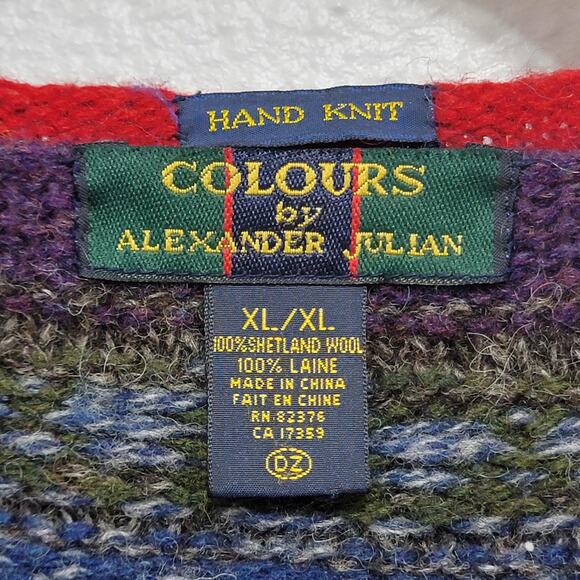 HAND KNIT
COLOURS
by
ALEXANDER JULIAN
XL/XL
100%SHETLAND WOOL
100% LAINE
MADE IN CHINA
FAIT EN CHINE
RN 82376
CA 17359
DZ